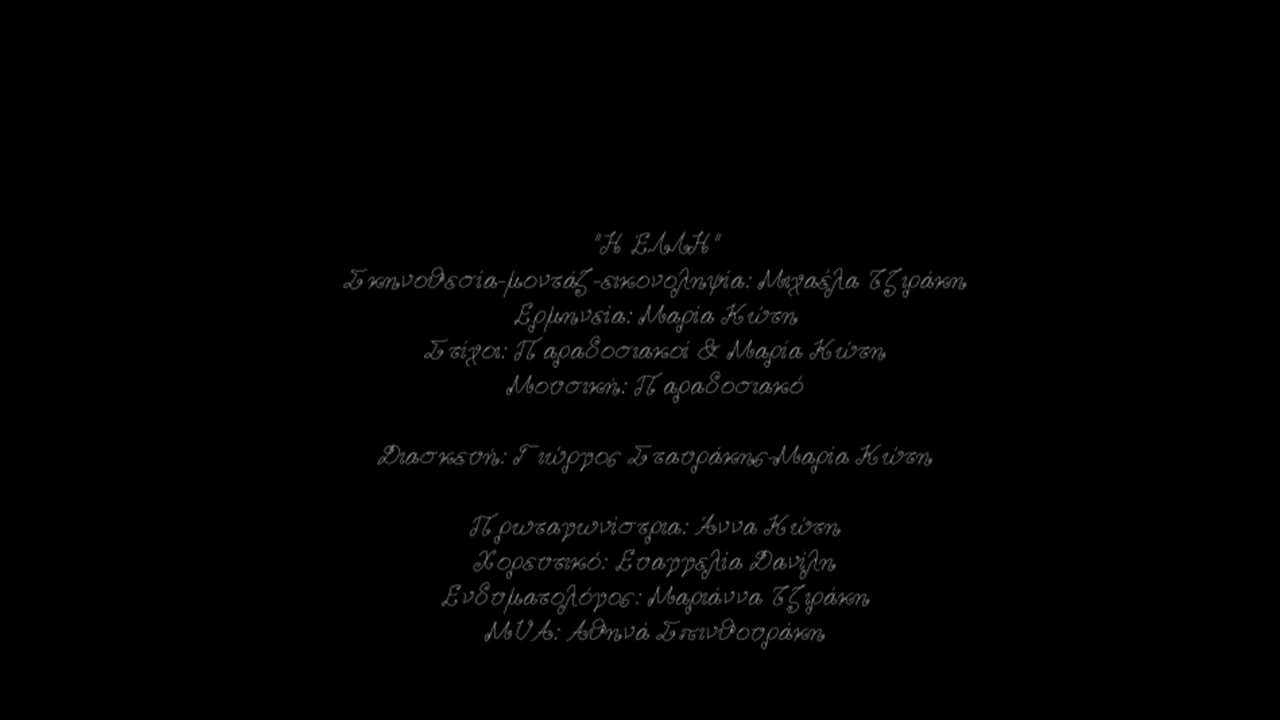 "Η ΕΛΛΗ"
Σκηνοθεσία-μοντάζ-εικονοληψία: Μιχαέλα Τζιράκη
Ερμηνεία: Μαρία Κώτη
Στίχοι: Παραδοσιακοί & Μαρία Κώτη
Μουσική: Παραδοσιακό
Διασκευή: Γιώργος Σταυράκης-Μαρία Κώτη
Πρωταγωνίστρια: Άννα Κώτη
Χορευτικό: Ευαγγελία Δανίλη
Ενδυματολόγος: Μαριάννα Τζιράκη
MUA: Αθηνά Σπινθουράκη